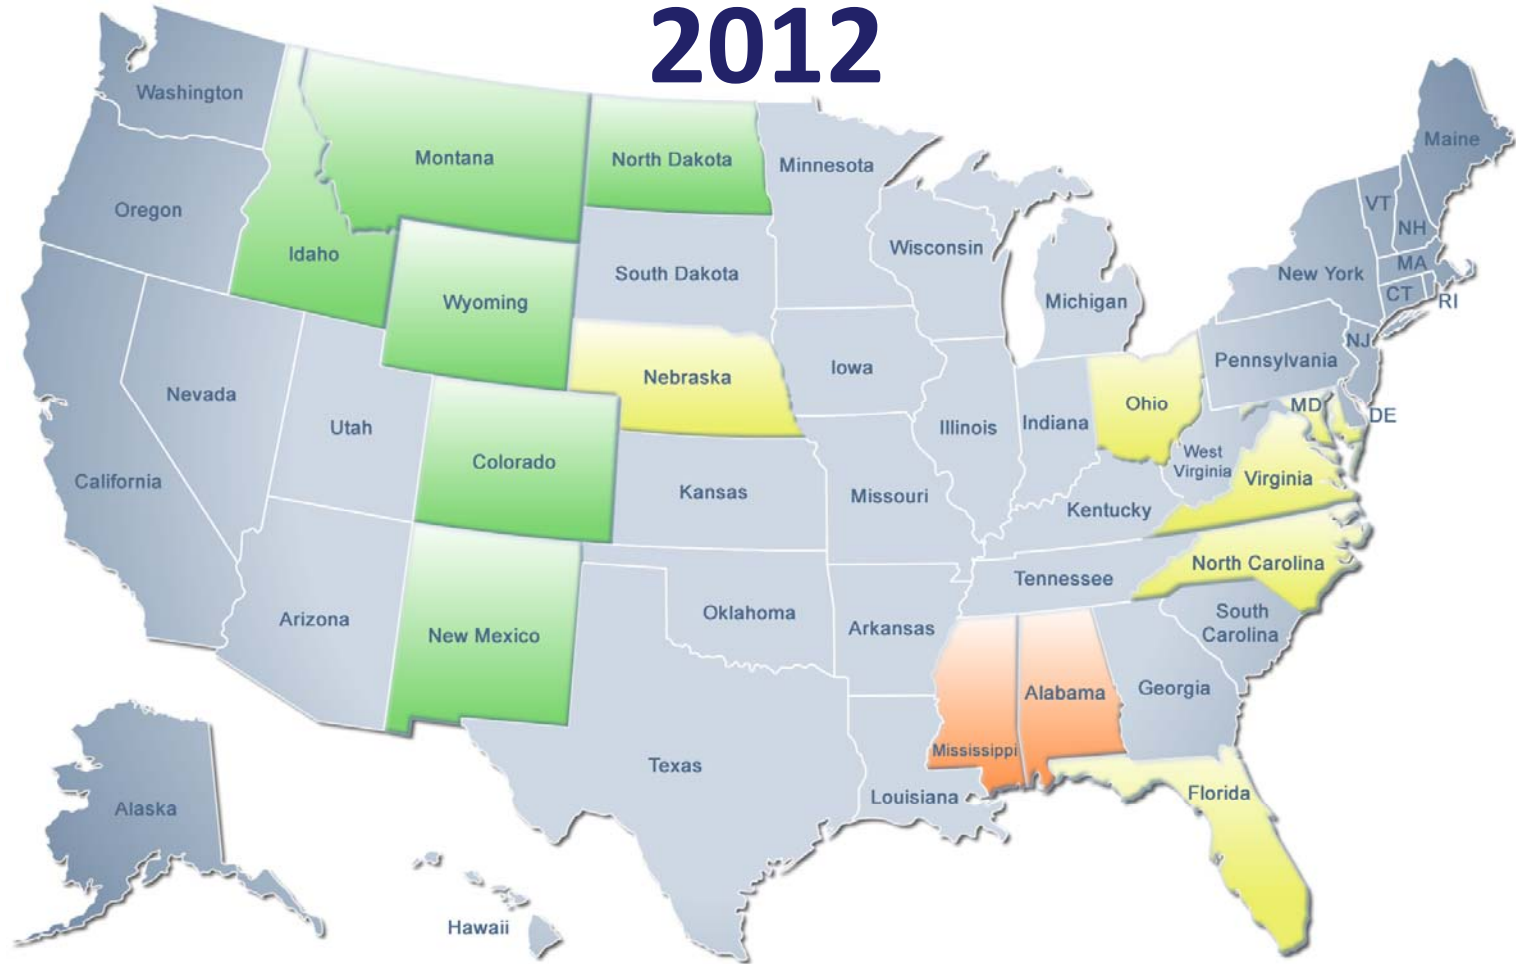 2012
Washington
Montana
North Dakota
Minnesota
Maine
Oregon
Idaho
Wyoming
South Dakota
Wisconsin
Michigan
New York
VT
NH
MA
CT
RI
Nevada
Utah
Colorado
Nebraska
Iowa
Illinois
Indiana
Ohio
Pennsylvania
NJ
MD
DE
West
Virginia
Virginia
California
Kansas
Missouri
Kentucky
North Carolina
Tennessee
South
Carolina
Arizona
New Mexico
Oklahoma
Arkansas
Mississippi
Alabama
Georgia
Texas
Louisiana
Florida
Alaska
Hawaii